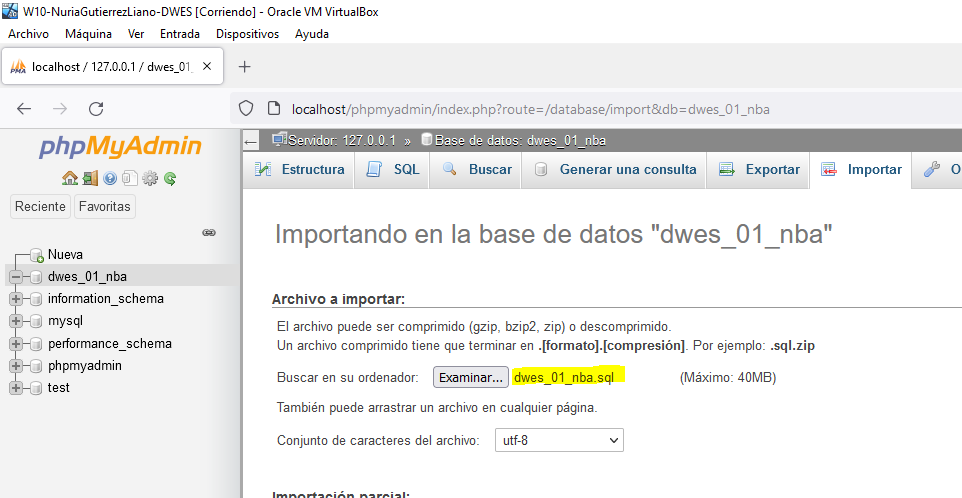 W10-NuriaGutierrezLiano-DWES [Corriendo] - Oracle VM VirtualBox
Archivo Máquina Ver Entrada Dispositivos Ayuda
PMA localhost / 127.0.0.1 / dwes_01_
localhost/phpmyadmin/index.php?route=/database/import&db=dwes_01_nba
phpMyAdmin
Reciente Favoritas
Nueva
dwes_01_nba
information_schema
mysql
performance_schema
phpmyadmin
test
Servidor: 127.0.0.1 » Base de datos: dwes_01_nba
Estructura SQL Buscar Generar una consulta Exportar Importar O
Importando en la base de datos "dwes_01_nba"
Archivo a importar:
El archivo puede ser comprimido (gzip, bzip2, zip) o descomprimido.
Un archivo comprimido tiene que terminar en .[formato].[compresión]. Por ejemplo: .sql.zip
Buscar en su ordenador: Examinar... dwes_01_nba.sql (Máximo: 40MB)
También puede arrastrar un archivo en cualquier página.
Conjunto de caracteres del archivo: utf-8
Importación parcial: